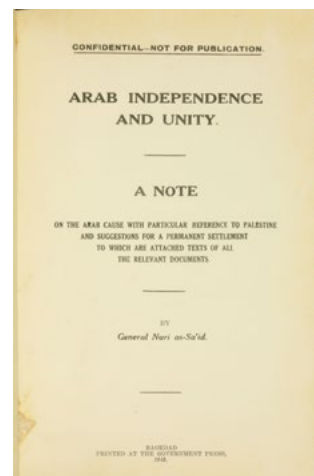 CONFIDENTIAL—NOT FOR PUBLICATION.
ARAB INDEPENDENCE
AND UNITY.
A NOTE
ON THE ARAB CAUSE WITH PARTICULAR REFERENCE TO PALESTINE
AND SUGGESTIONS FOR A PERMANENT SETTLEMENT
TO WHICH ARE ATTACHED TEXTS OF ALL
THE RELEVANT DOCUMENTS.
BY
General Nuri as-Sa'id.
BAGHDAD
PRINTED AT THE GOVERNMENT PRESS,